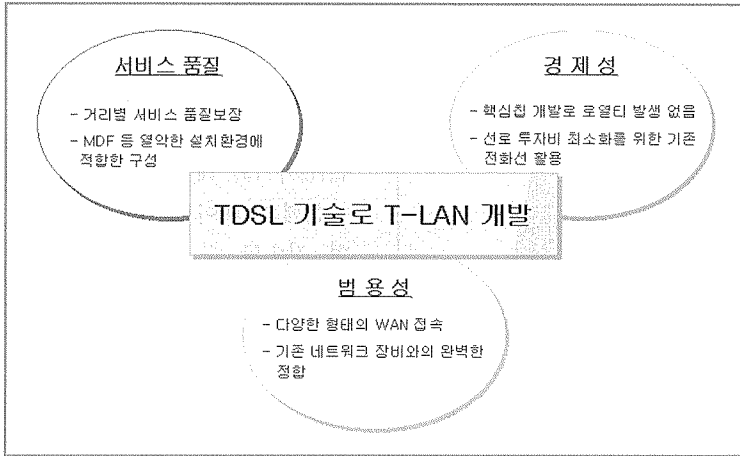 서비스 품질
- 거리별 서비스 품질보장
- MDF 등 열악한 설치환경에
적합한 구성
경 제 성
- 핵심칩 개발로 로열티 발생 없음
- 선로 투자비 최소화를 위한 기존
전화선 활용
TDSL 기술로 T-LAN 개발
범 용 성
- 다양한 형태의 WAN 접속
- 기존 네트워크 장비와의 완벽한
정합